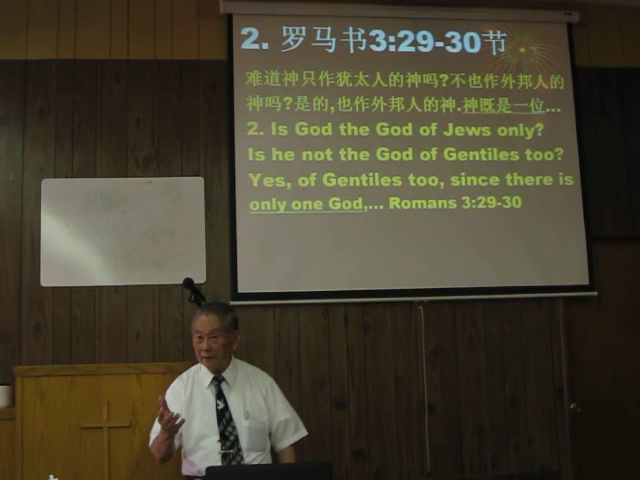 2. 罗马书3:29-30节
难道神只作犹太人的神吗?不也作外邦人的
神吗?是的,也作外邦人的神.神既是一位...
2. Is God the God of Jews only?
Is he not the God of Gentiles too?
Yes, of Gentiles too, since there is
only one God,... Romans 3:29-30